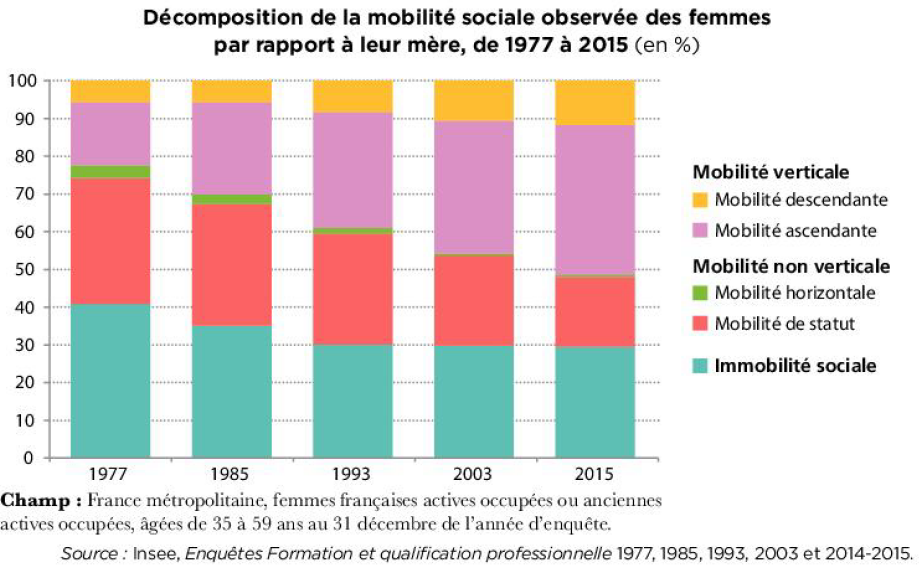 Décomposition de la mobilité sociale observée des femmes
par rapport à leur mère, de 1977 à 2015 (en %)
100
90
80
70
60
50
40
30
20
10
0
1977 1985 1993 2003 2015
Mobilité verticale
Mobilité descendante
Mobilité ascendante
Mobilité non verticale
Mobilité horizontale
Mobilité de statut
Immobilité sociale
Champ : France métropolitaine, femmes françaises actives occupées ou anciennes
actives occupées, âgées de 35 à 59 ans au 31 décembre de l'année d'enquête.
Source : Insee, Enquêtes Formation et qualification professionnelle 1977, 1985, 1993, 2003 et 2014-2015.